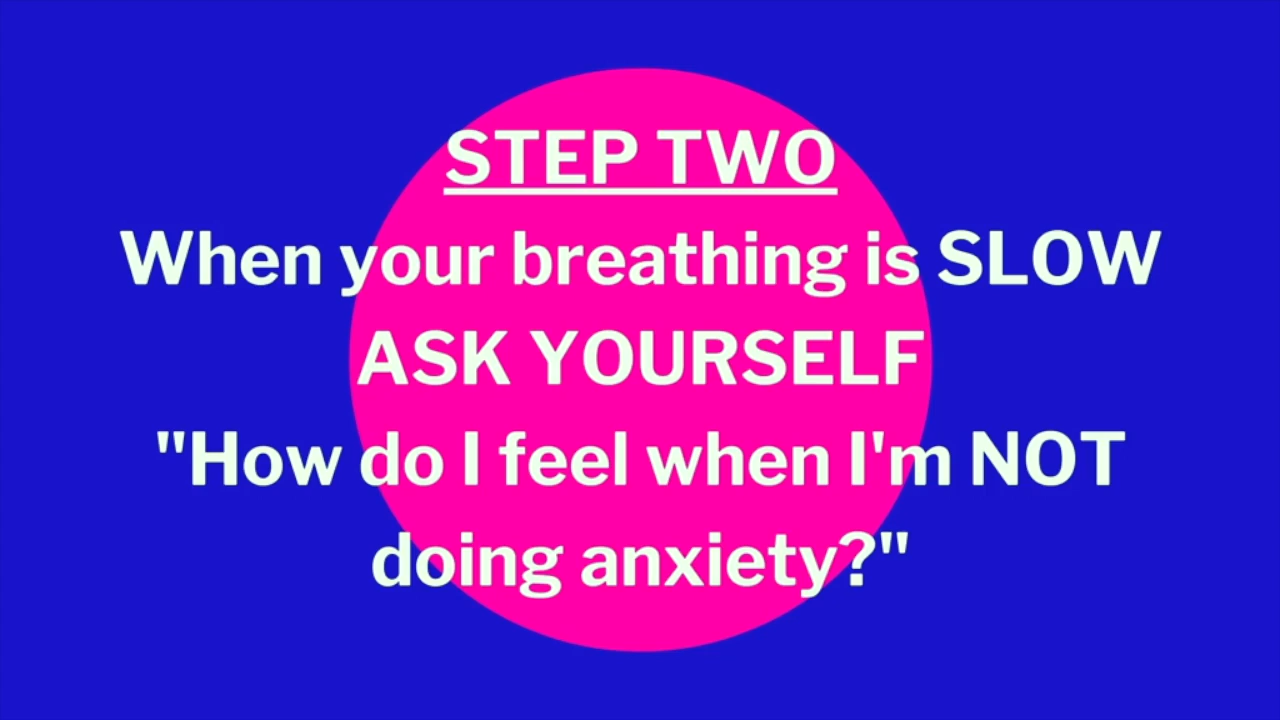 STEP TWO
When your breathing is SLOW
ASK YOURSELF
"How do I feel when I'm NOT
doing anxiety?"